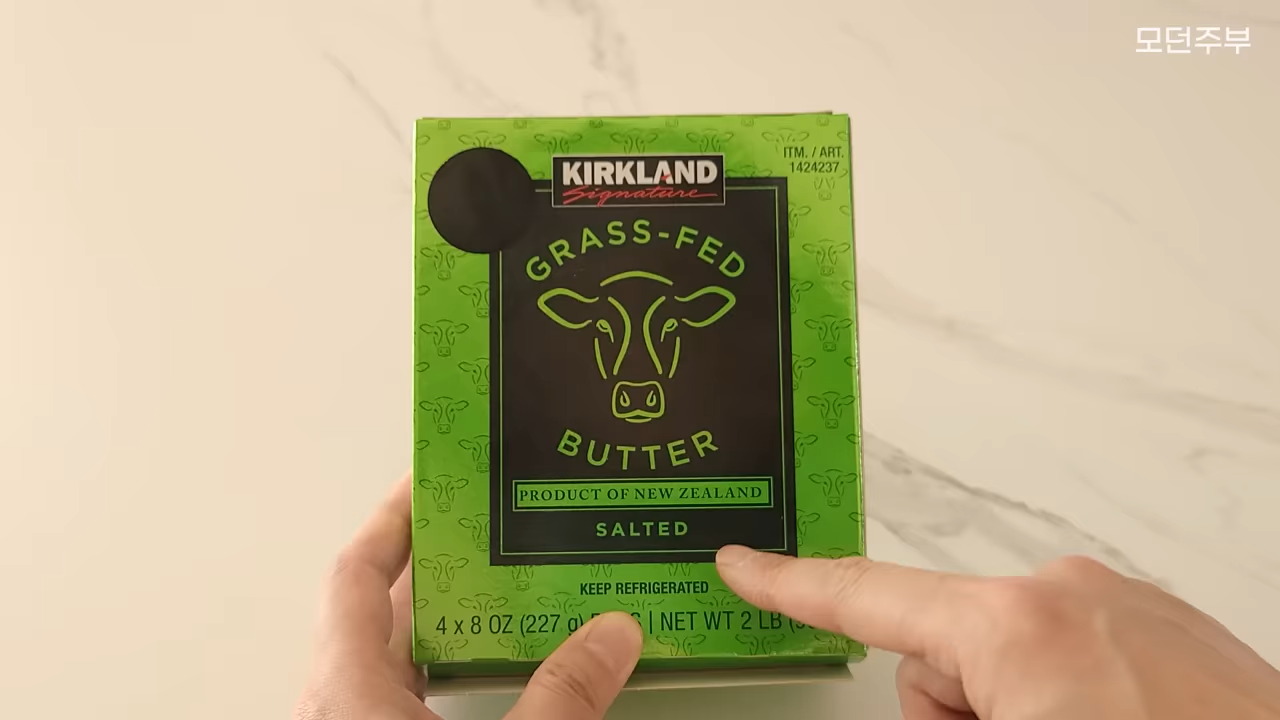 모던주부
ITM. / ART.
1424237
KIRKLAND
Signature
GRASS-FED
BUTTER
PRODUCT OF NEW ZEALAND
SALTED
KEEP REFRIGERATED
4 x 8 OZ (227 g) | NET WT 2 LB